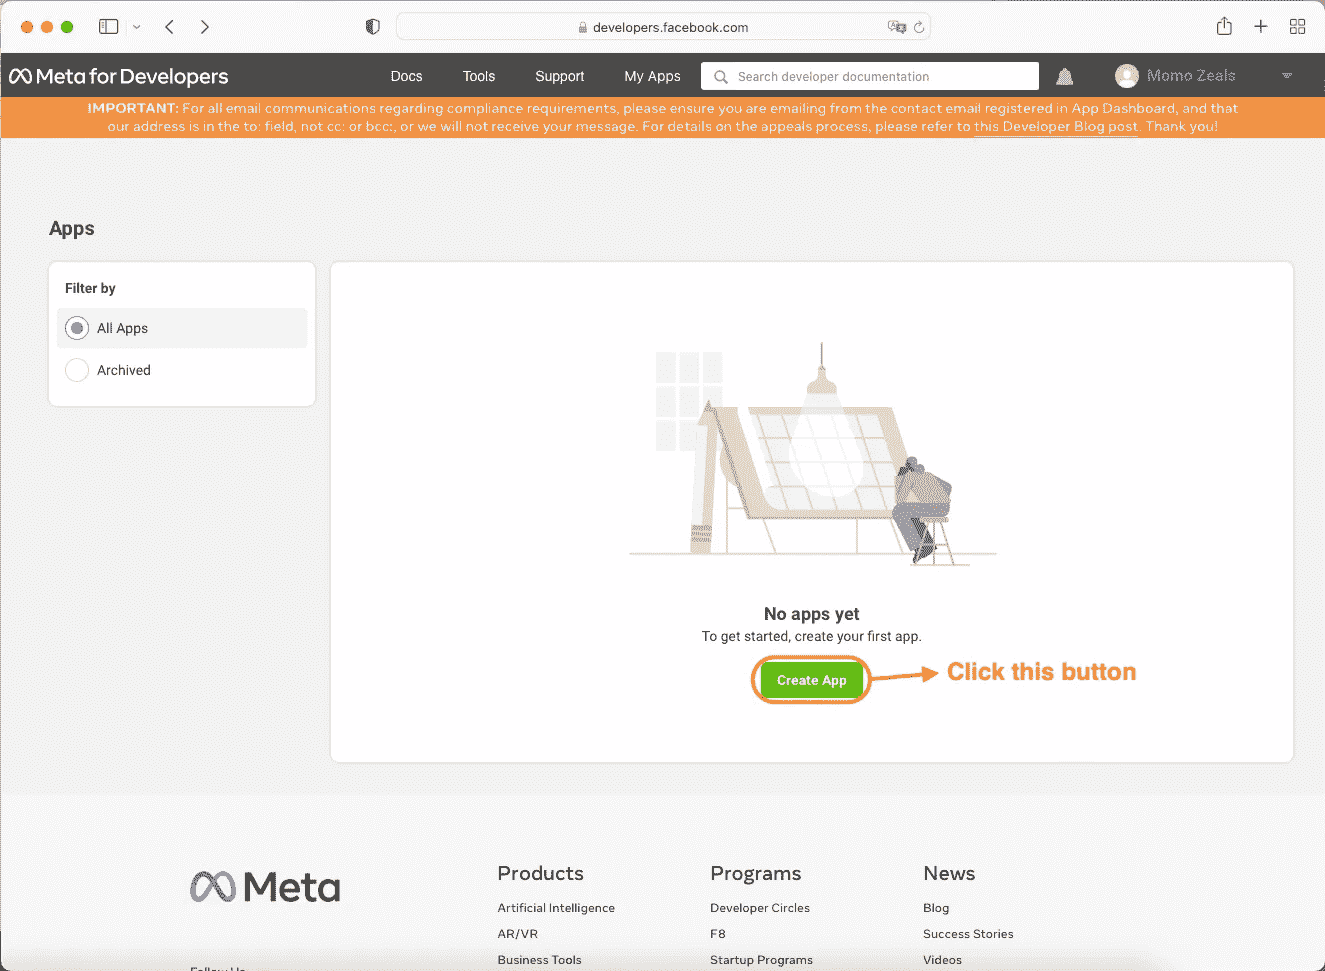 developers.facebook.com
Meta for Developers
Docs
Tools
Support
My Apps
Search developer documentation
Momo Zeals
IMPORTANT: For all email communications regarding compliance requirements, please ensure you are emailing from the contact email registered in App Dashboard, and that
our address is in the to: field, not cc: or bcc:, or we will not receive your message. For details on the appeals process, please refer to this Developer Blog post. Thank you!
Apps
Filter by
All Apps
Archived
No apps yet
To get started, create your first app.
Create App
Click this button
Meta
Follow Us
Products
Artificial Intelligence
AR/VR
Business Tools
Programs
Developer Circles
F8
Startup Programs
News
Blog
Success Stories
Videos